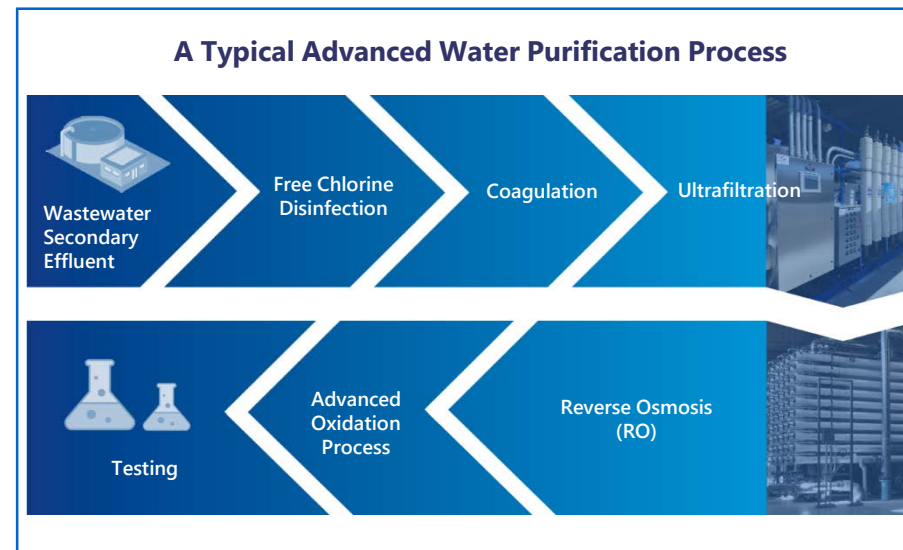 A Typical Advanced Water Purification Process
Wastewater
Secondary
Effluent
Free Chlorine
Disinfection
Coagulation
Ultrafiltration
Reverse Osmosis
(RO)
Advanced
Oxidation
Process
Testing